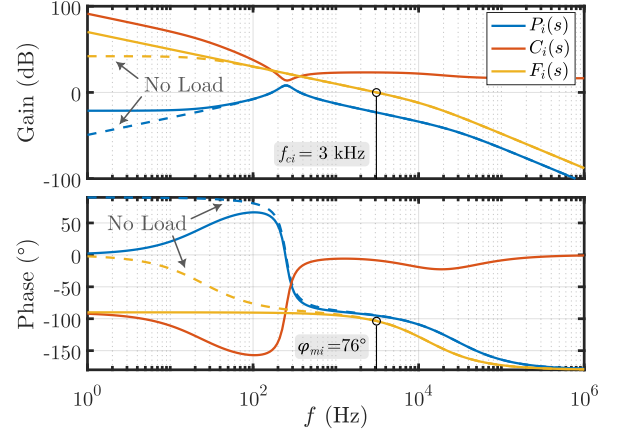 100
0
-100
Gain (dB)
No Load
f_ci = 3 kHz
P_i(s)
C_i(s)
F_i(s)
50
0
-50
-100
-150
Phase (°)
No Load
φ_mi =76°
10^0
10^2
10^4
10^6
f (Hz)